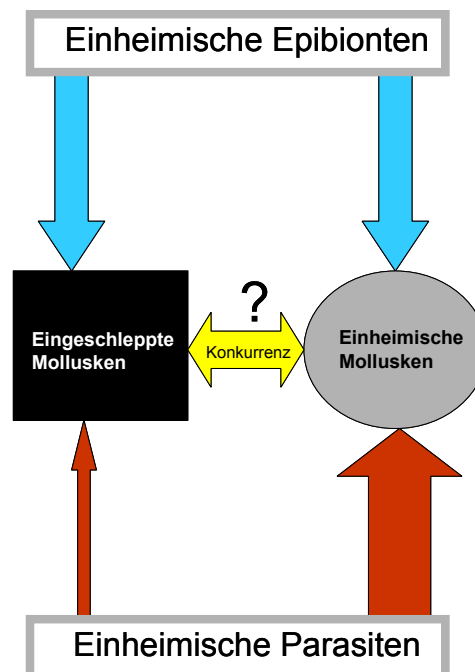 Einheimische Epibionten
?
Eingeschleppte
Mollusken
Konkurrenz
Einheimische
Mollusken
Einheimische Parasiten